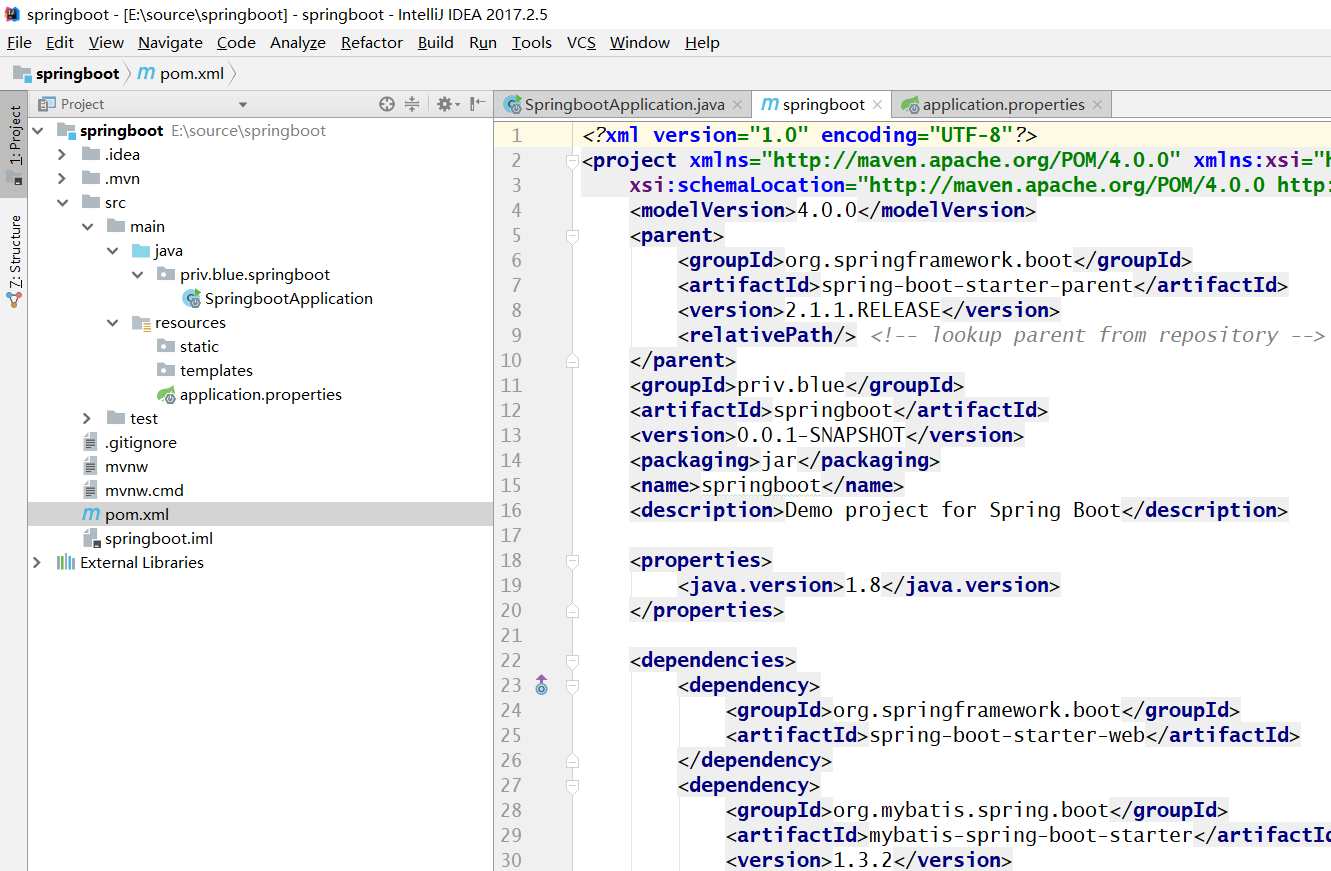 springboot - [E:\source\springboot] - springboot - IntelliJ IDEA 2017.2.5
File Edit View Navigate Code Analyze Refactor Build Run Tools VCS Window Help
springboot pom.xml
1: Project
Z: Structure
Project
springboot E:\source\springboot
.idea
.mvn
src
main
java
priv.blue.springboot
SpringbootApplication
resources
static
templates
application.properties
test
.gitignore
mvnw
mvnw.cmd
pom.xml
springboot.iml
External Libraries
SpringbootApplication.java springboot application.properties
1 <?xml version="1.0" encoding="UTF-8"?>
2 <project xmlns="http://maven.apache.org/POM/4.0.0" xmlns:xsi="h
3 xsi:schemaLocation="http://maven.apache.org/POM/4.0.0 http:
4 <modelVersion>4.0.0</modelVersion>
5 <parent>
6 <groupId>org.springframework.boot</groupId>
7 <artifactId>spring-boot-starter-parent</artifactId>
8 <version>2.1.1.RELEASE</version>
9 <relativePath/> <!-- lookup parent from repository -->
10 </parent>
11 <groupId>priv.blue</groupId>
12 <artifactId>springboot</artifactId>
13 <version>0.0.1-SNAPSHOT</version>
14 <packaging>jar</packaging>
15 <name>springboot</name>
16 <description>Demo project for Spring Boot</description>
17
18 <properties>
19 <java.version>1.8</java.version>
20 </properties>
21
22 <dependencies>
23 <dependency>
24 <groupId>org.springframework.boot</groupId>
25 <artifactId>spring-boot-starter-web</artifactId>
26 </dependency>
27 <dependency>
28 <groupId>org.mybatis.spring.boot</groupId>
29 <artifactId>mybatis-spring-boot-starter</artifactId
30 <version>1.3.2</version>